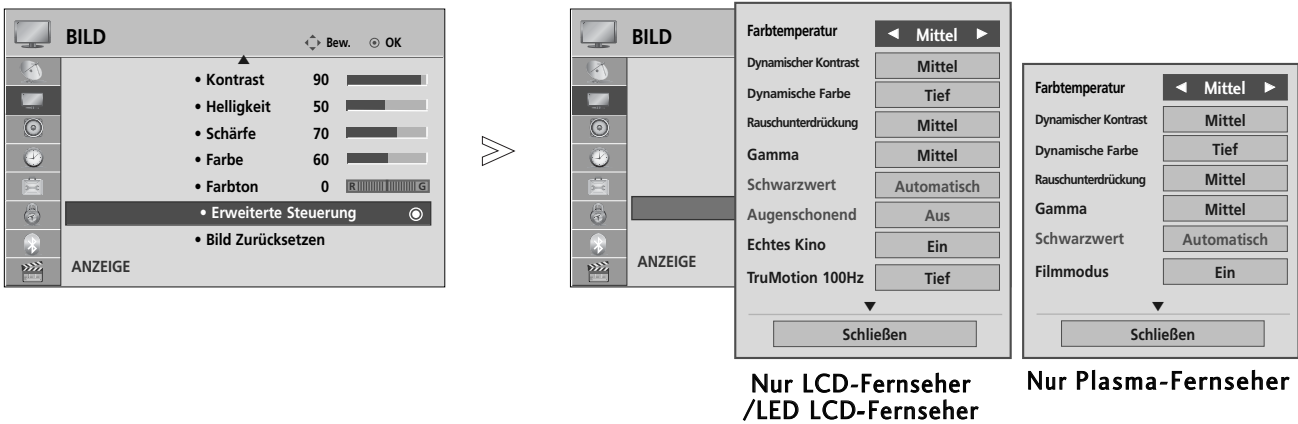 BILD
Bew. OK
• Kontrast 90
• Helligkeit 50
• Schärfe 70
• Farbe 60
• Farbton 0 R G
• Erweiterte Steuerung
• Bild Zurücksetzen
ANZEIGE
BILD
ANZEIGE
Farbtemperatur ◀ Mittel ▶
Dynamischer Kontrast Mittel
Dynamische Farbe Tief
Rauschunterdrückung Mittel
Gamma Mittel
Schwarzwert Automatisch
Augenschonend Aus
Echtes Kino Ein
TruMotion 100Hz Tief
Schließen
Nur LCD-Fernseher
/LED LCD-Fernseher
Farbtemperatur ◀ Mittel ▶
Dynamischer Kontrast Mittel
Dynamische Farbe Tief
Rauschunterdrückung Mittel
Gamma Mittel
Schwarzwert Automatisch
Filmmodus Ein
Schließen
Nur Plasma-Fernseher